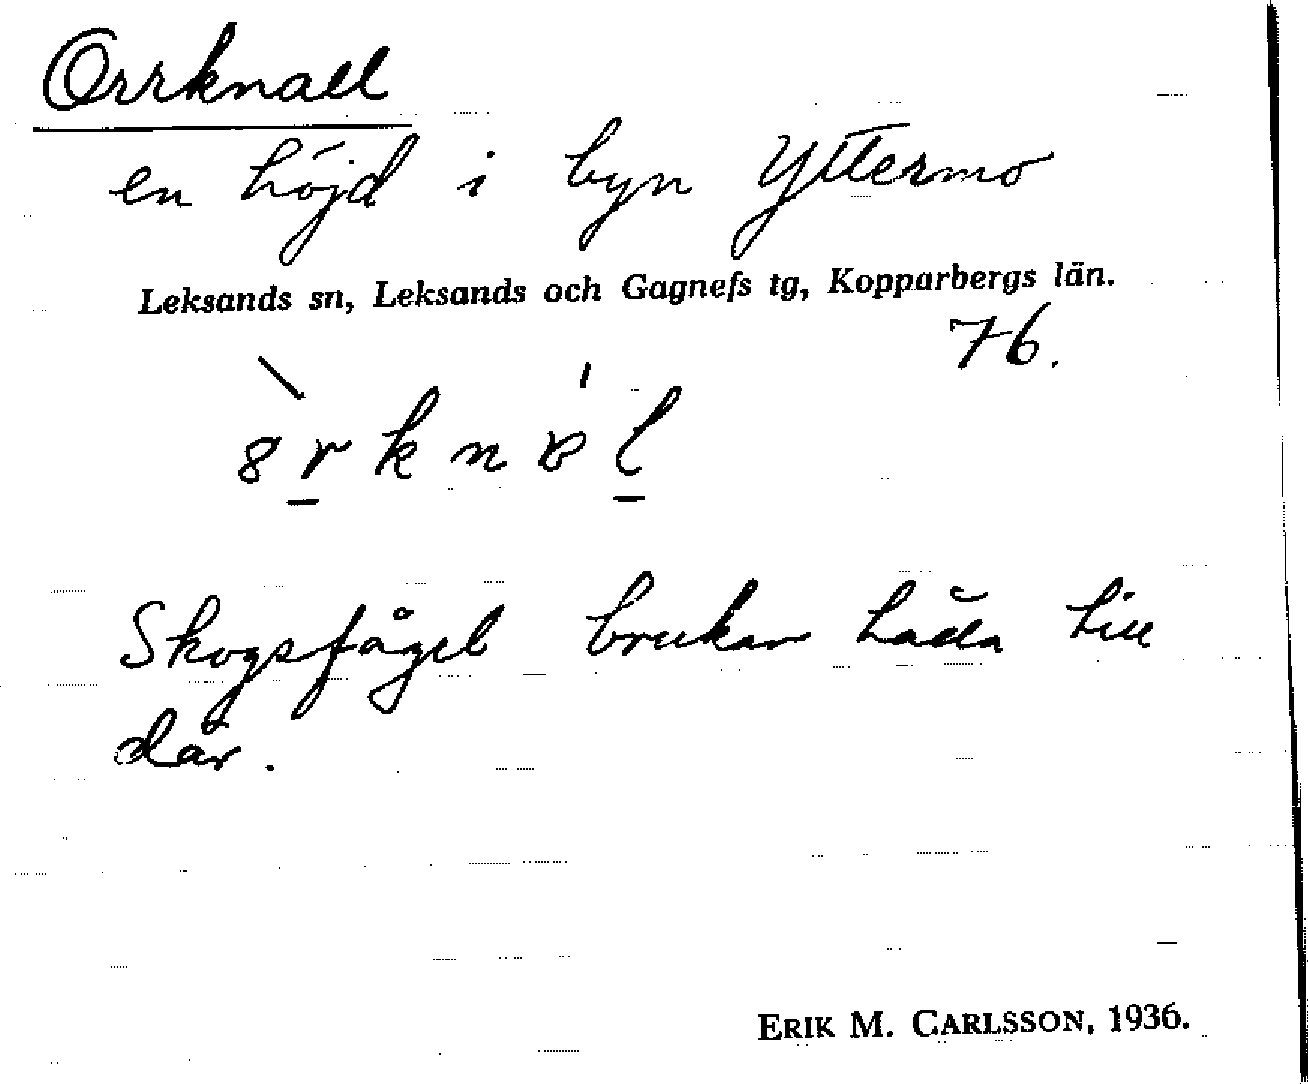 Orrknall
en höjd i byn Yttermo
Leksands sn, Leksands och Gagnefs tg, Kopparbergs län.
76.
Skogsfågel brukar hålla till
där.
ERIK M. CARLSSON, 1936.